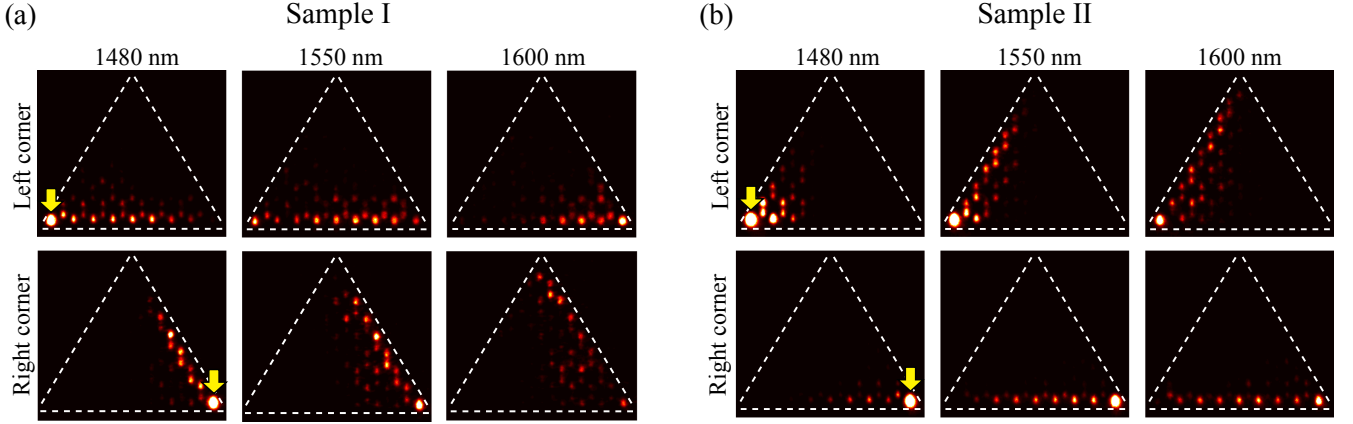 (a) Sample I
1480 nm 1550 nm 1600 nm
Left corner
Right corner
(b) Sample II
1480 nm 1550 nm 1600 nm
Left corner
Right corner